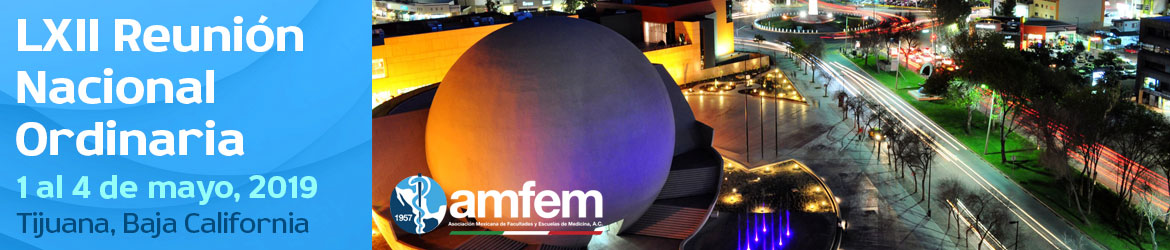 LXII Reunión
Nacional
Ordinaria
1 al 4 de mayo, 2019
Tijuana, Baja California
1957
amfem
Asociación Mexicana de Facultades y Escuelas de Medicina, A.C.